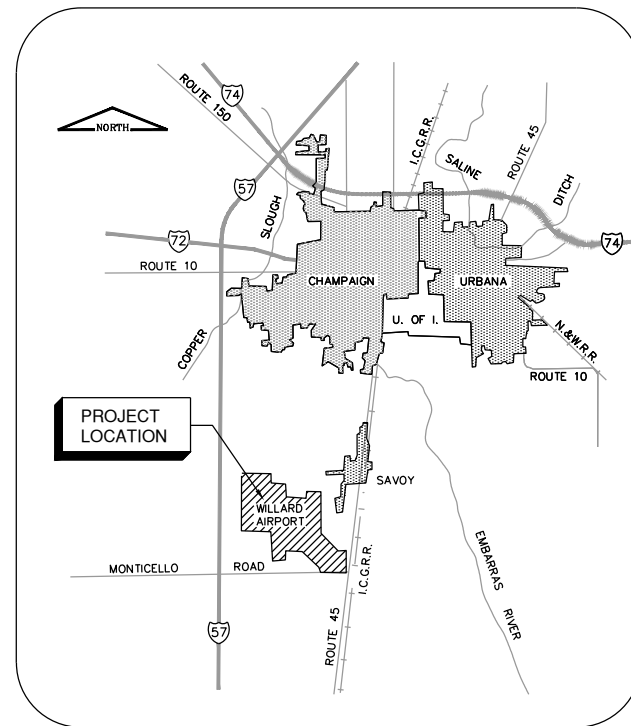 74
ROUTE 150
NORTH
57
SLOUGH
I.C.G.R.R.
SALINE
ROUTE 45
DITCH
72
ROUTE 10
74
CHAMPAIGN
URBANA
U. OF I.
N.&W.R.R.
COPPER
ROUTE 10
PROJECT
LOCATION
SAVOY
WILLARD
AIRPORT
MONTICELLO ROAD
I.C.G.R.R.
EMBARRAS
RIVER
57
ROUTE 45